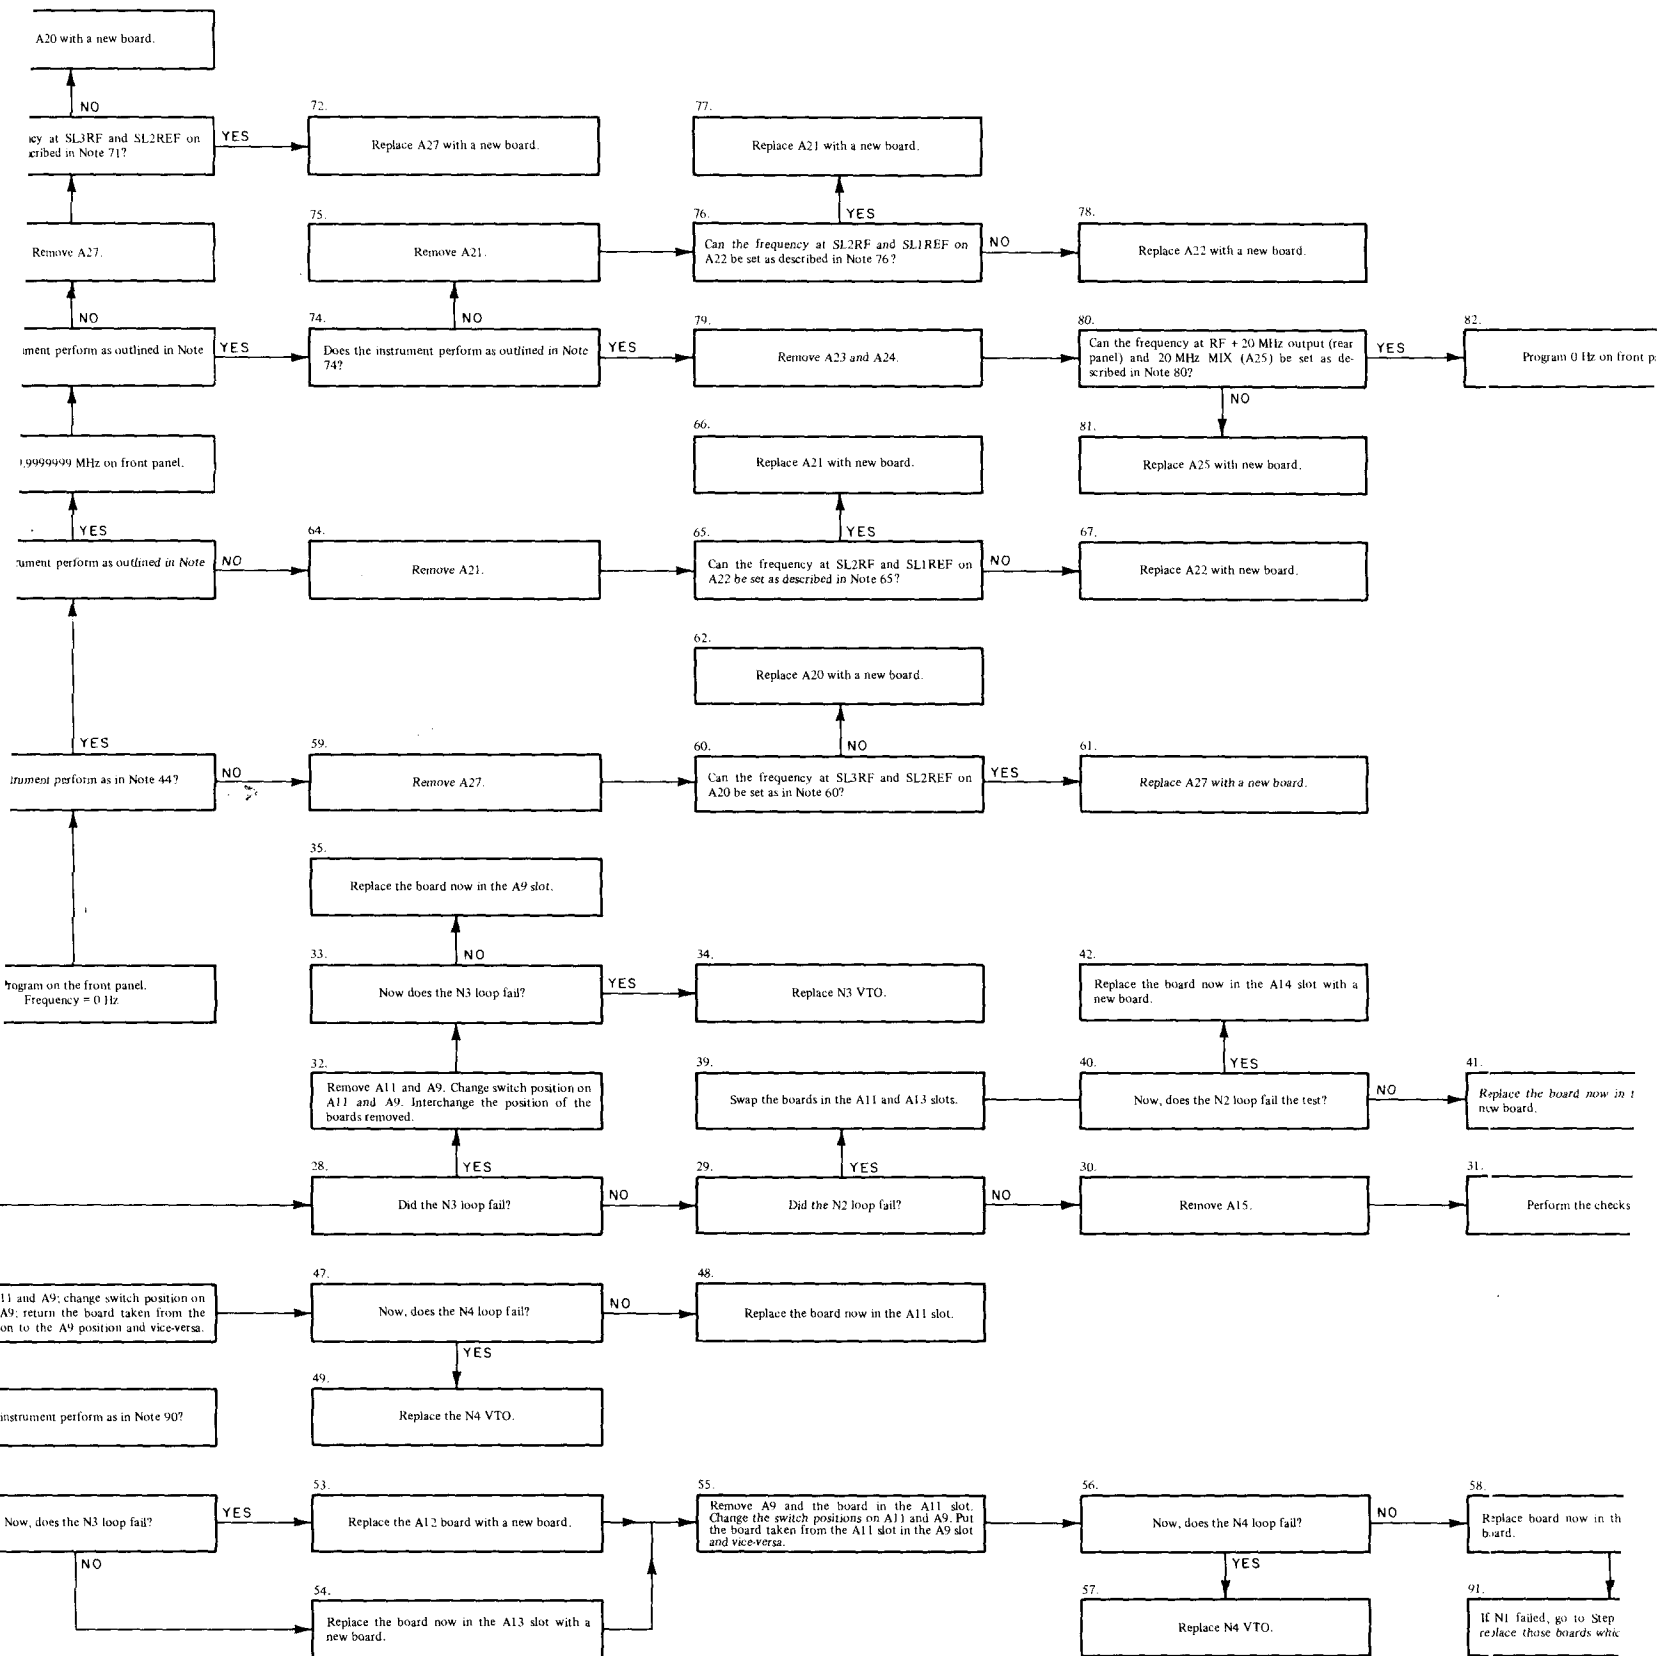 A20 with a new board.
NO
72.
77.
at SL3RF and SL2REF on
in Note 71?
YES
Replace A27 with a new board.
Replace A21 with a new board.
YES
75.
76.
78.
Remove A27.
Remove A21.
Can the frequency at SL2RF and SL1REF on
A22 be set as described in Note 76?
NO
Replace A22 with a new board.
NO
NO
74.
79.
80.
82.
perform as outlined in Note
YES
Does the instrument perform as outlined in Note
74?
YES
Remove A23 and A24.
Can the frequency at RF + 20 MHz output (rear
panel) and 20 MHz MIX (A25) be set as de-
scribed in Note 80?
YES
Program 0 Hz on front
NO
66.
81.
.9999999 MHz on front panel.
Replace A21 with new board.
Replace A25 with new board.
YES
YES
64.
65.
67.
perform as outlined in Note
NO
Remove A21.
Can the frequency at SL2RF and SL1REF on
A22 be set as described in Note 65?
NO
Replace A22 with new board.
62.
Replace A20 with a new board.
YES
NO
59.
60.
61.
perform as in Note 44?
NO
Remove A27.
Can the frequency at SL3RF and SL2REF on
A20 be set as in Note 60?
YES
Replace A27 with a new board.
35.
Replace the board now in the A9 slot.
NO
33.
34.
42.
on the front panel.
Frequency = 0 Hz
Now does the N3 loop fail?
YES
Replace N3 VTO.
Replace the board now in the A14 slot with a
new board.
YES
32.
39.
40.
41.
Remove A11 and A9. Change switch position on
A11 and A9. Interchange the position of the
boards removed.
Swap the boards in the A11 and A13 slots.
Now, does the N2 loop fail the test?
NO
Replace the board now in
new board.
YES
YES
28.
29.
30.
31.
Did the N3 loop fail?
NO
Did the N2 loop fail?
NO
Remove A15.
Perform the checks
47.
48.
11 and A9; change switch position on
A9; return the board taken from the
on to the A9 position and vice-versa.
Now, does the N4 loop fail?
NO
Replace the board now in the A11 slot.
YES
49.
instrument perform as in Note 90?
Replace the N4 VTO.
53.
55.
56.
58.
Now, does the N3 loop fail?
YES
Replace the A12 board with a new board.
Remove A9 and the board in the A11 slot.
Change the switch positions on A11 and A9. Put
the board taken from the A11 slot in the A9 slot
and vice-versa.
Now, does the N4 loop fail?
NO
Replace board now in
board.
NO
YES
54.
57.
91.
Replace the board now in the A13 slot with a
new board.
Replace N4 VTO.
If N1 failed, go to Step
replace those boards